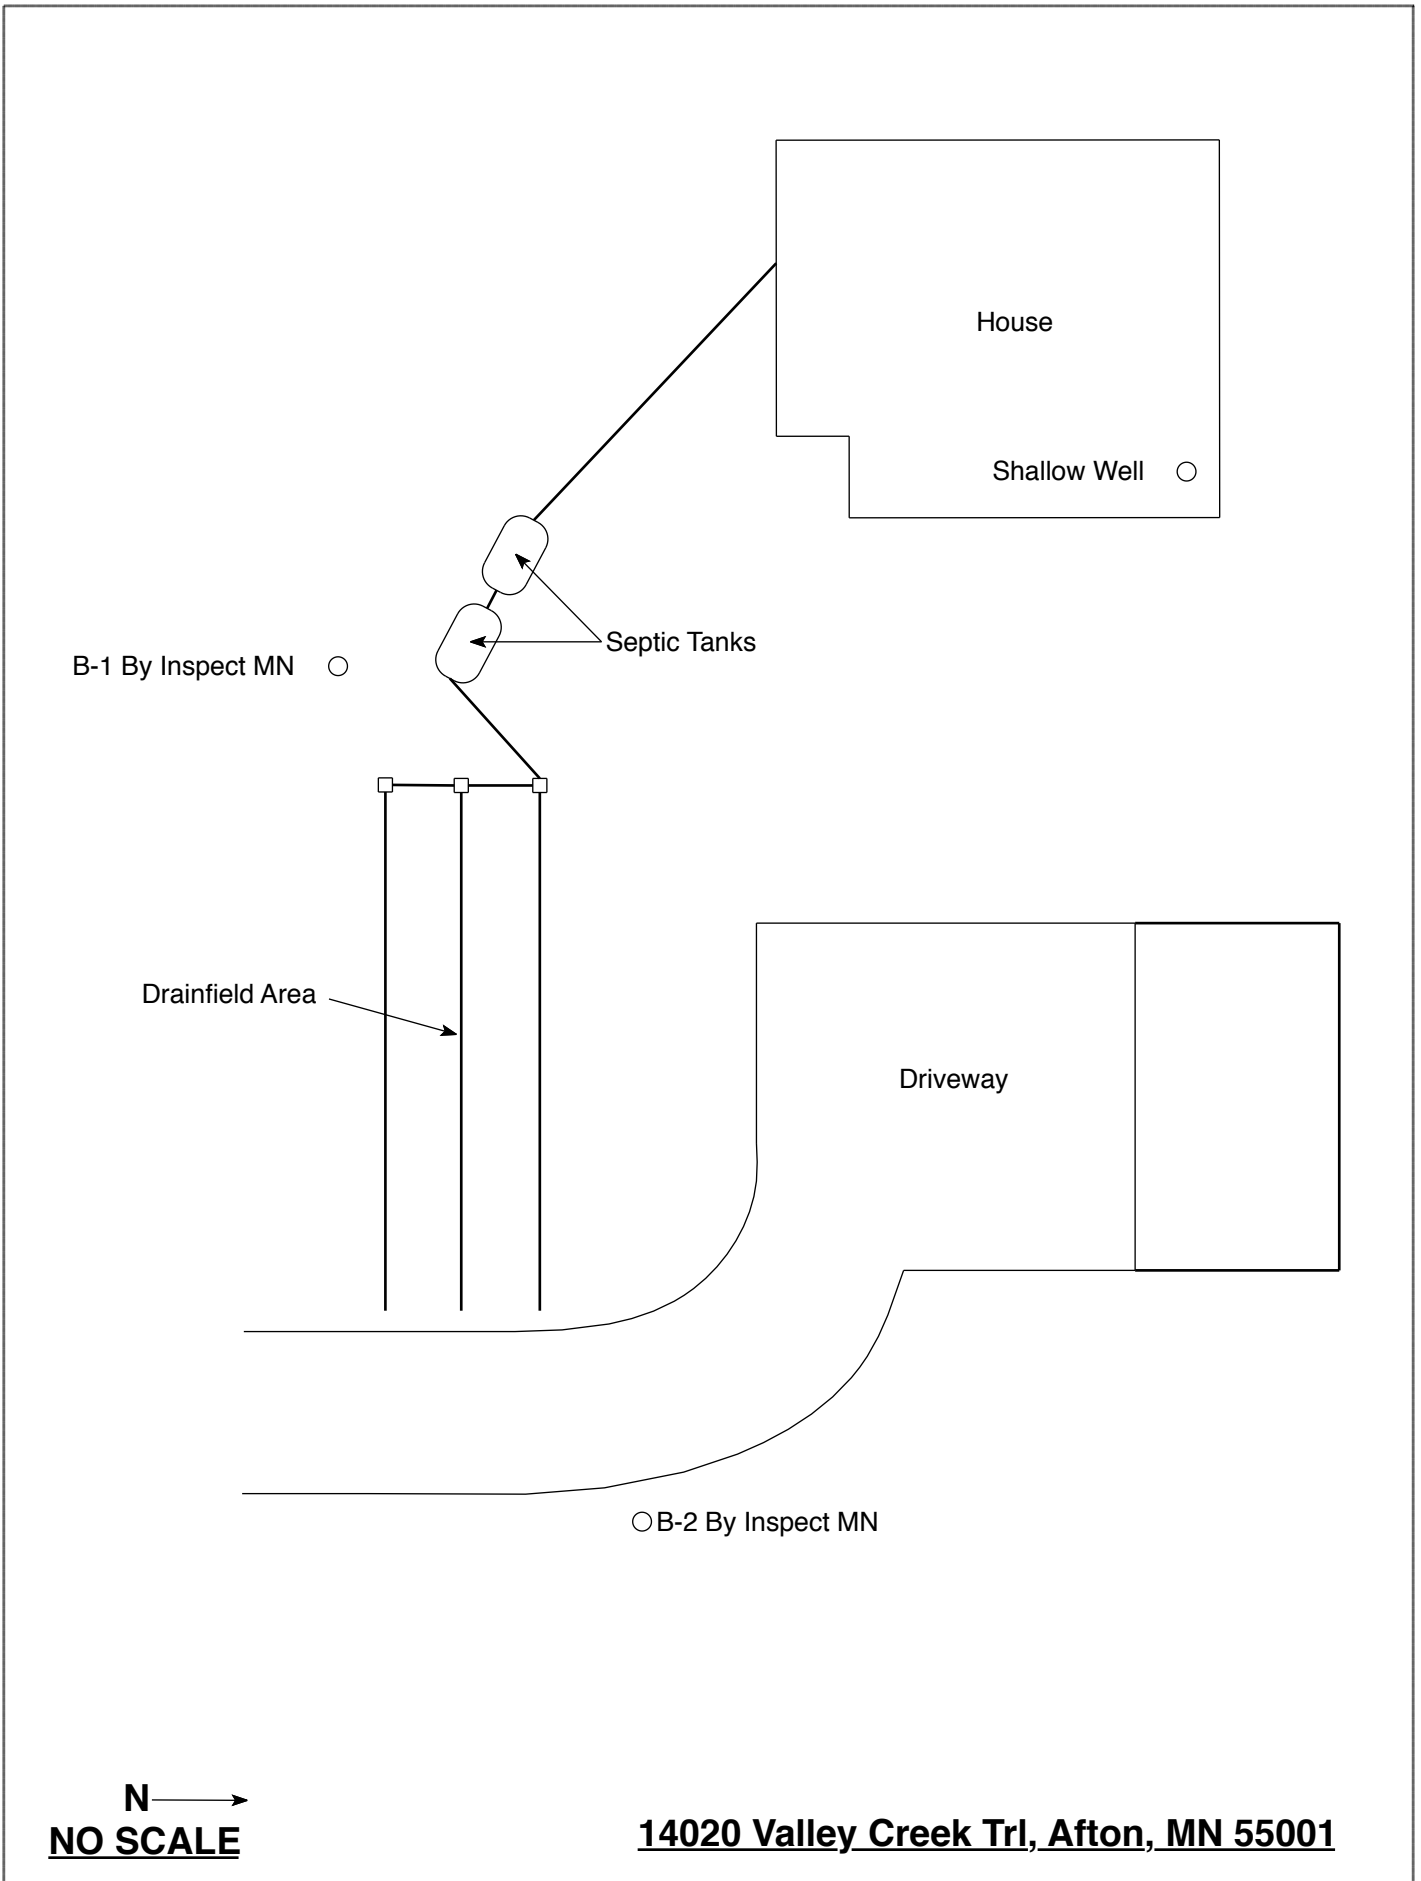 House
Shallow Well
Septic Tanks
B-1 By Inspect MN
Drainfield Area
Driveway
B-2 By Inspect MN
N
NO SCALE
14020 Valley Creek Trl, Afton, MN 55001